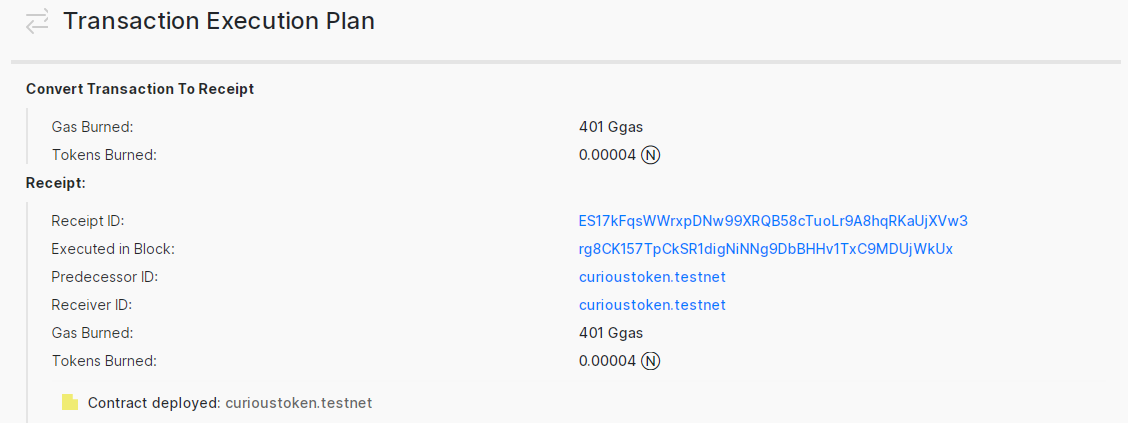 Transaction Execution Plan
Convert Transaction To Receipt
Gas Burned: 401 Ggas
Tokens Burned: 0.00004 Ⓝ
Receipt:
Receipt ID: ES17kFqsWWrxpDNw99XRQB58cTuoLr9A8hqRKaUjXVw3
Executed in Block: rg8CK157TpCkSR1digNiNNg9DbBHHv1TxC9MDUjWkUx
Predecessor ID: curioustoken.testnet
Receiver ID: curioustoken.testnet
Gas Burned: 401 Ggas
Tokens Burned: 0.00004 Ⓝ
Contract deployed: curioustoken.testnet